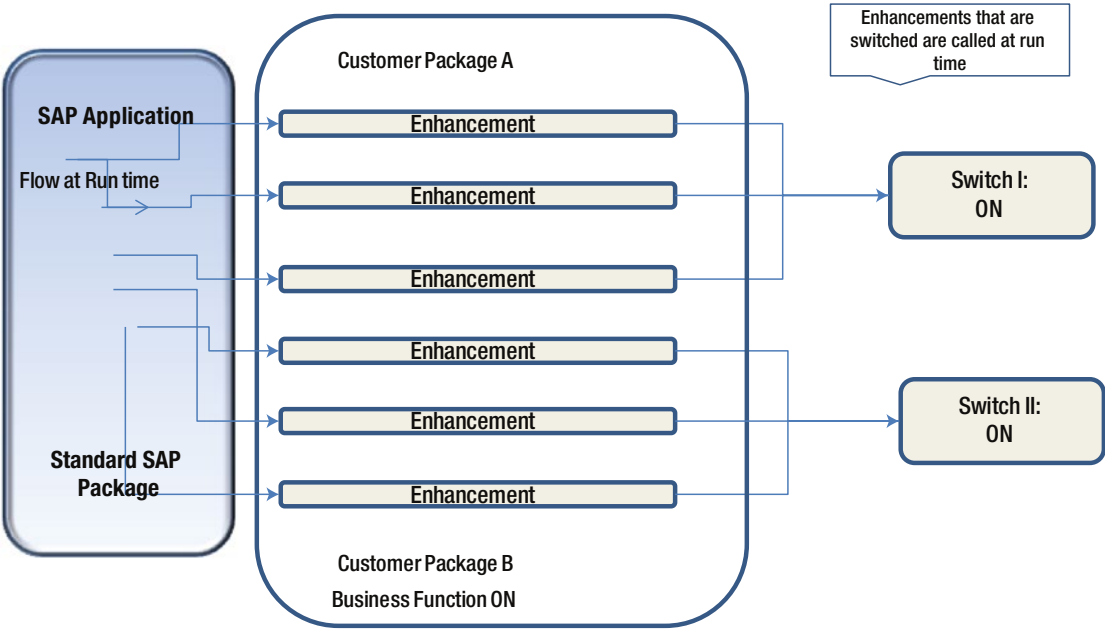 Enhancements that are
switched are called at run
time
Customer Package A
SAP Application
Flow at Run time
Enhancement
Enhancement
Enhancement
Enhancement
Enhancement
Enhancement
Switch I:
ON
Switch II:
ON
Standard SAP
Package
Customer Package B
Business Function ON